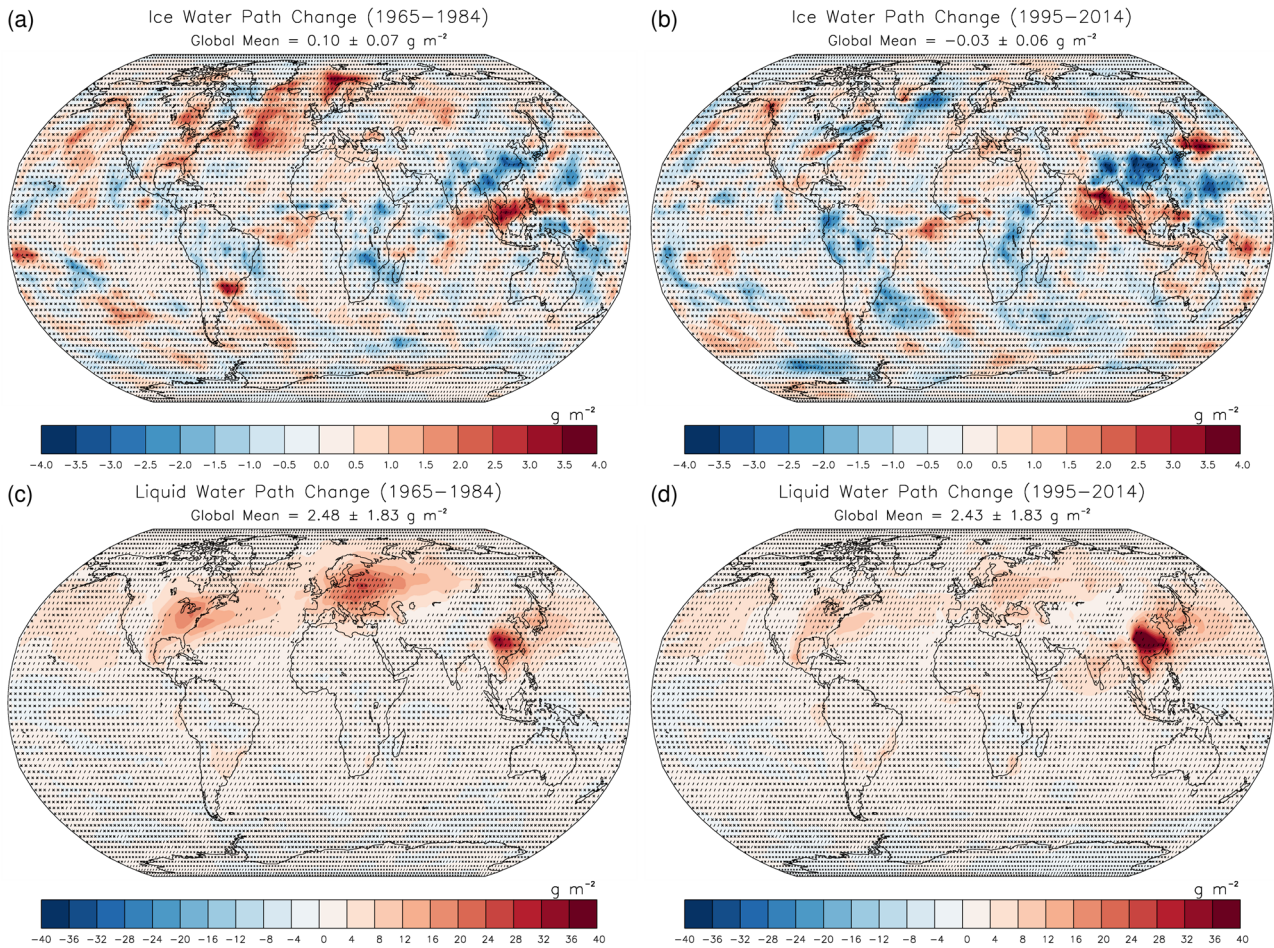 (a)
Ice Water Path Change (1965−1984)
Global Mean = 0.10 ± 0.07 g m⁻²
g m⁻²
−4.0 −3.5 −3.0 −2.5 −2.0 −1.5 −1.0 −0.5 0.0 0.5 1.0 1.5 2.0 2.5 3.0 3.5 4.0
(b)
Ice Water Path Change (1995−2014)
Global Mean = −0.03 ± 0.06 g m⁻²
g m⁻²
−4.0 −3.5 −3.0 −2.5 −2.0 −1.5 −1.0 −0.5 0.0 0.5 1.0 1.5 2.0 2.5 3.0 3.5 4.0
(c)
Liquid Water Path Change (1965−1984)
Global Mean = 2.48 ± 1.83 g m⁻²
g m⁻²
−40 −36 −28 −24 −20 −16 −12 −8 −4 0 4 8 12 16 20 24 28 32 36 40
(d)
Liquid Water Path Change (1995−2014)
Global Mean = 2.43 ± 1.83 g m⁻²
g m⁻²
−40 −36 −28 −24 −20 −16 −12 −8 −4 0 4 8 12 16 20 24 28 32 36 40